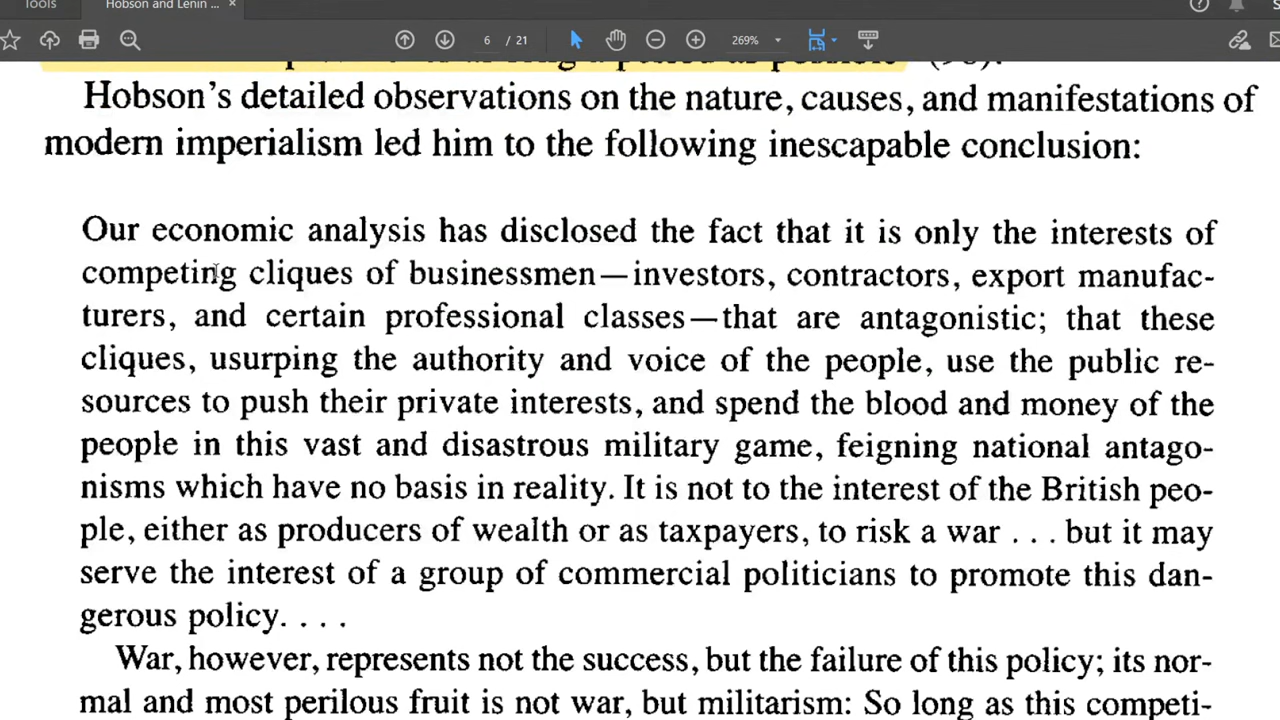 Tools
Hobson and Lenin ...
6 / 21
269%
Hobson's detailed observations on the nature, causes, and manifestations of
modern imperialism led him to the following inescapable conclusion:
Our economic analysis has disclosed the fact that it is only the interests of
competing cliques of businessmen—investors, contractors, export manufac-
turers, and certain professional classes—that are antagonistic; that these
cliques, usurping the authority and voice of the people, use the public re-
sources to push their private interests, and spend the blood and money of the
people in this vast and disastrous military game, feigning national antago-
nisms which have no basis in reality. It is not to the interest of the British peo-
ple, either as producers of wealth or as taxpayers, to risk a war . . . but it may
serve the interest of a group of commercial politicians to promote this dan-
gerous policy. . . .
War, however, represents not the success, but the failure of this policy; its nor-
mal and most perilous fruit is not war, but militarism: So long as this competi-